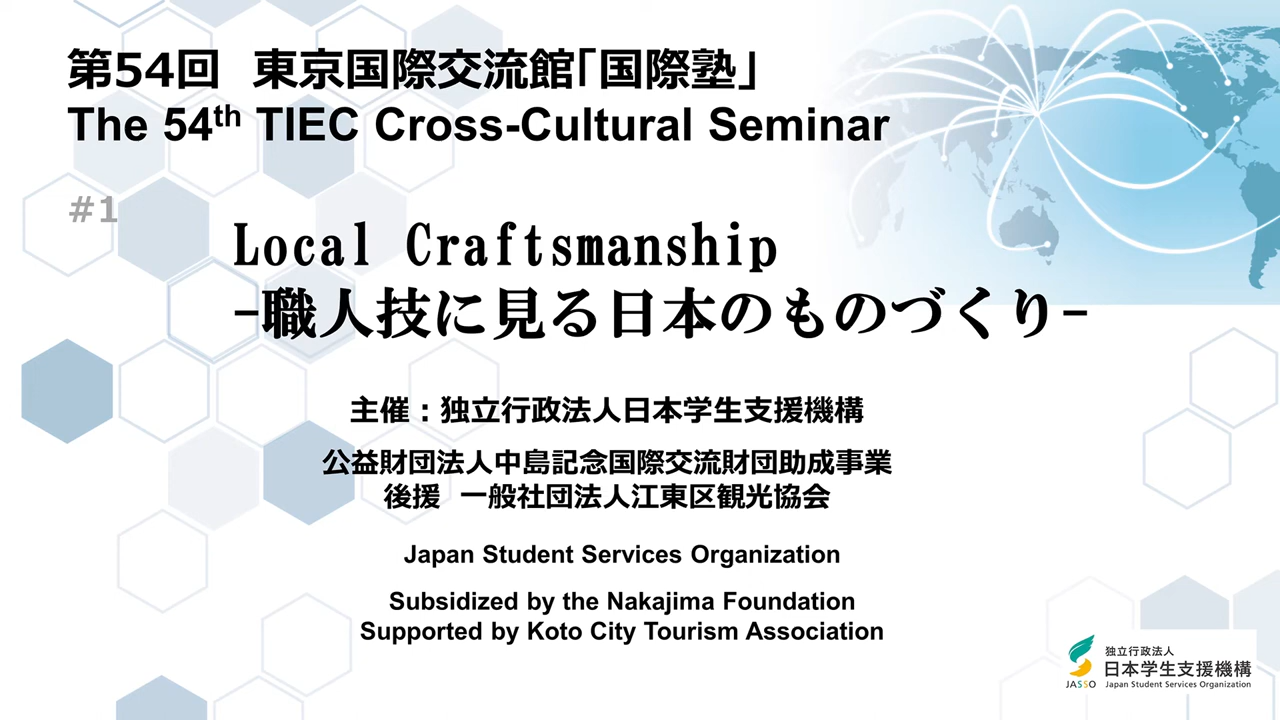 第54回 東京国際交流館「国際塾」
The 54th TIEC Cross-Cultural Seminar
#1
Local Craftsmanship
-職人技に見る日本のものづくり-
主催：独立行政法人日本学生支援機構
公益財団法人中島記念国際交流財団助成事業
後援 一般社団法人江東区観光協会
Japan Student Services Organization
Subsidized by the Nakajima Foundation
Supported by Koto City Tourism Association
独立行政法人
日本学生支援機構
JASSO Japan Student Services Organization